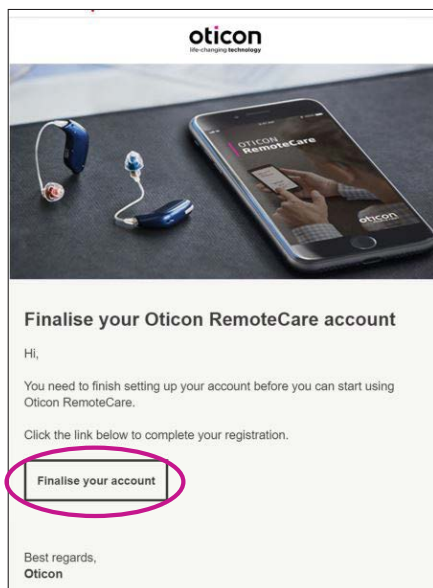 oticon
life-changing technology
OTICON
RemoteCare
oticon
Finalise your Oticon RemoteCare account
Hi,
You need to finish setting up your account before you can start using
Oticon RemoteCare.
Click the link below to complete your registration.
Finalise your account
Best regards,
Oticon